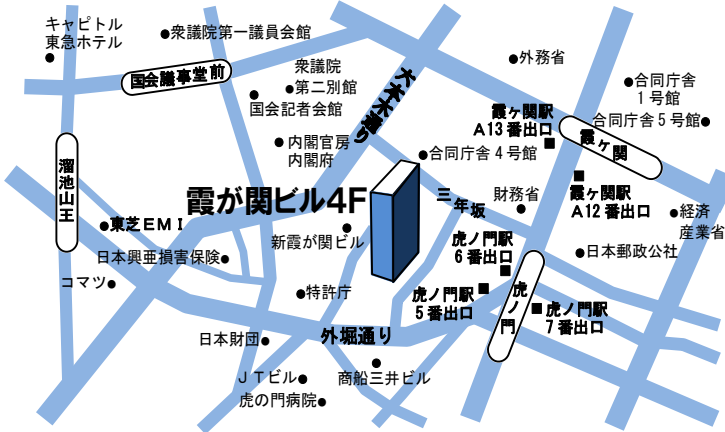 キャピトル
東急ホテル
衆議院第一議員会館
国会議事堂前
衆議院
第二別館
国会記者会館
六本木通り
外務省
合同庁舎
1号館
合同庁舎5号館
霞ヶ関駅
A13番出口
霞ヶ関
内閣官房
内閣府
合同庁舎4号館
溜池山王
霞が関ビル4F
三年坂
財務省
霞ヶ関駅
A12番出口
経済
産業省
東芝EMI
新霞が関ビル
虎ノ門駅
6番出口
日本郵政公社
日本興亜損害保険
コマツ
特許庁
虎ノ門駅
5番出口
虎ノ門
虎ノ門駅
7番出口
外堀通り
日本財団
JTビル
商船三井ビル
虎の門病院